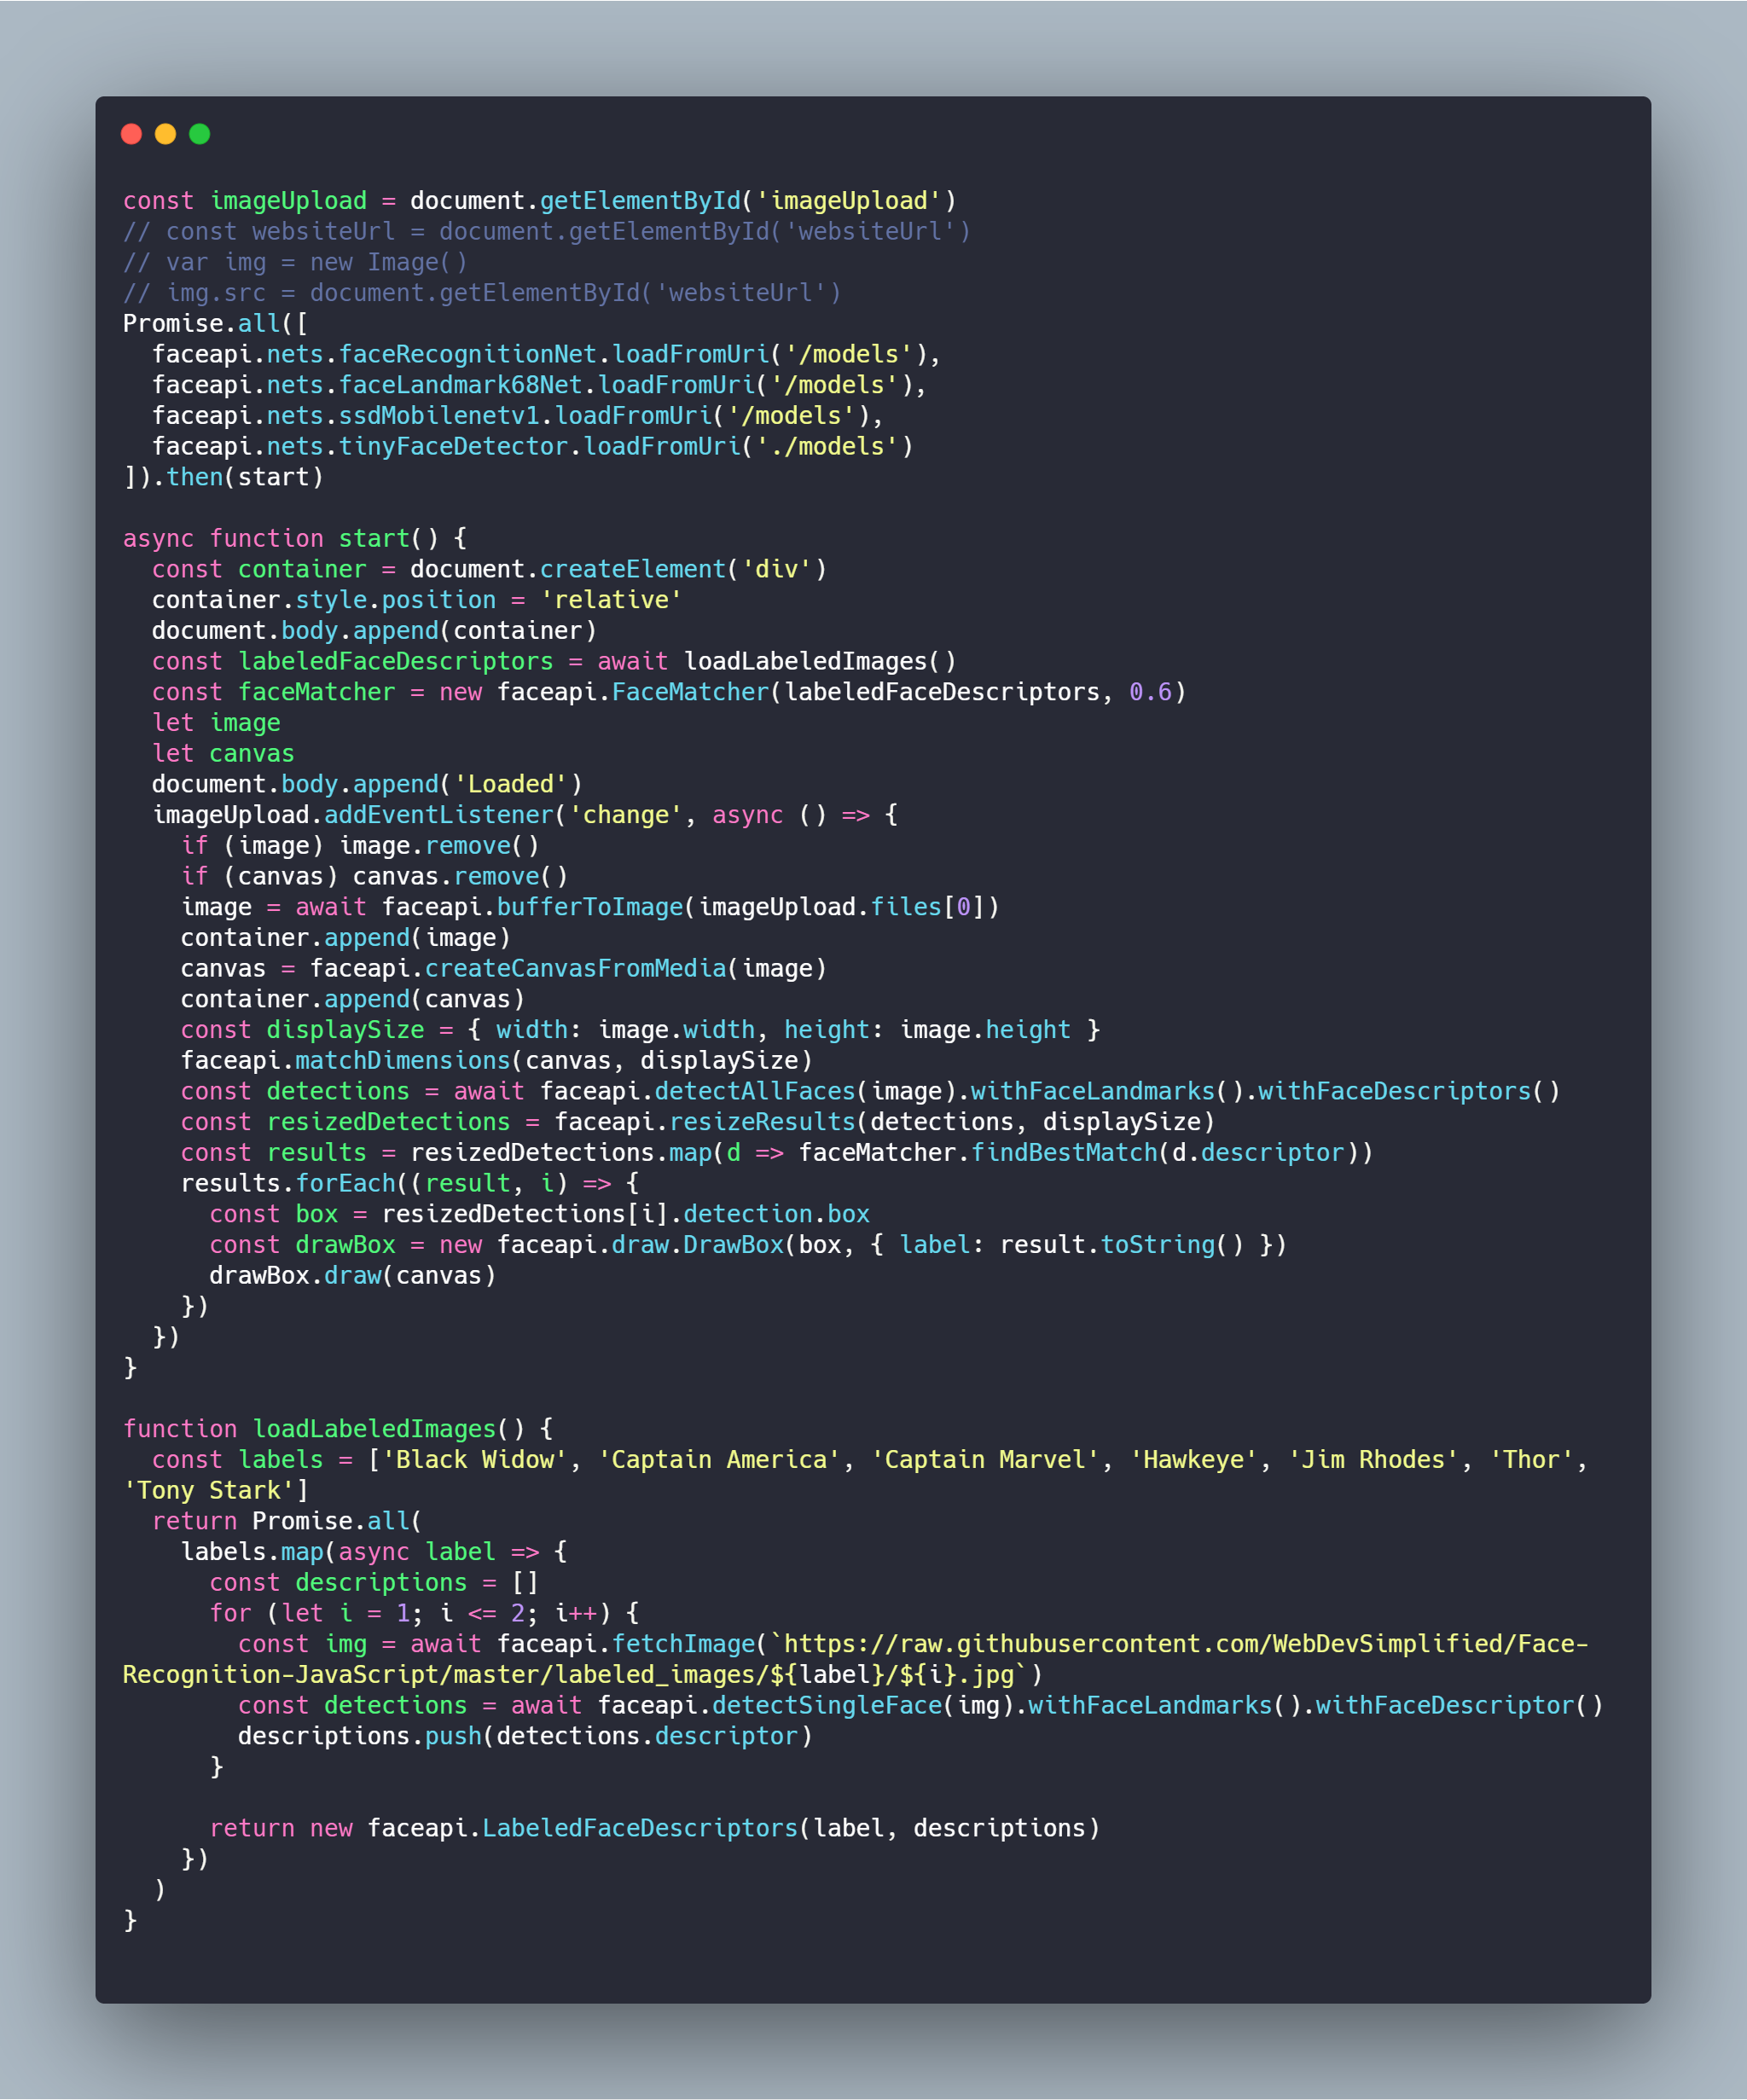 const imageUpload = document.getElementById('imageUpload')
// const websiteUrl = document.getElementById('websiteUrl')
// var img = new Image()
// img.src = document.getElementById('websiteUrl')
Promise.all([
  faceapi.nets.faceRecognitionNet.loadFromUri('/models'),
  faceapi.nets.faceLandmark68Net.loadFromUri('/models'),
  faceapi.nets.ssdMobilenetv1.loadFromUri('/models'),
  faceapi.nets.tinyFaceDetector.loadFromUri('./models')
]).then(start)

async function start() {
  const container = document.createElement('div')
  container.style.position = 'relative'
  document.body.append(container)
  const labeledFaceDescriptors = await loadLabeledImages()
  const faceMatcher = new faceapi.FaceMatcher(labeledFaceDescriptors, 0.6)
  let image
  let canvas
  document.body.append('Loaded')
  imageUpload.addEventListener('change', async () => {
    if (image) image.remove()
    if (canvas) canvas.remove()
    image = await faceapi.bufferToImage(imageUpload.files[0])
    container.append(image)
    canvas = faceapi.createCanvasFromMedia(image)
    container.append(canvas)
    const displaySize = { width: image.width, height: image.height }
    faceapi.matchDimensions(canvas, displaySize)
    const detections = await faceapi.detectAllFaces(image).withFaceLandmarks().withFaceDescriptors()
    const resizedDetections = faceapi.resizeResults(detections, displaySize)
    const results = resizedDetections.map(d => faceMatcher.findBestMatch(d.descriptor))
    results.forEach((result, i) => {
      const box = resizedDetections[i].detection.box
      const drawBox = new faceapi.draw.DrawBox(box, { label: result.toString() })
      drawBox.draw(canvas)
    })
  })
}

function loadLabeledImages() {
  const labels = ['Black Widow', 'Captain America', 'Captain Marvel', 'Hawkeye', 'Jim Rhodes', 'Thor',
'Tony Stark']
  return Promise.all(
    labels.map(async label => {
      const descriptions = []
      for (let i = 1; i <= 2; i++) {
        const img = await faceapi.fetchImage(`https://raw.githubusercontent.com/WebDevSimplified/Face-
Recognition-JavaScript/master/labeled_images/${label}/${i}.jpg`)
        const detections = await faceapi.detectSingleFace(img).withFaceLandmarks().withFaceDescriptor()
        descriptions.push(detections.descriptor)
      }

      return new faceapi.LabeledFaceDescriptors(label, descriptions)
    })
  )
}